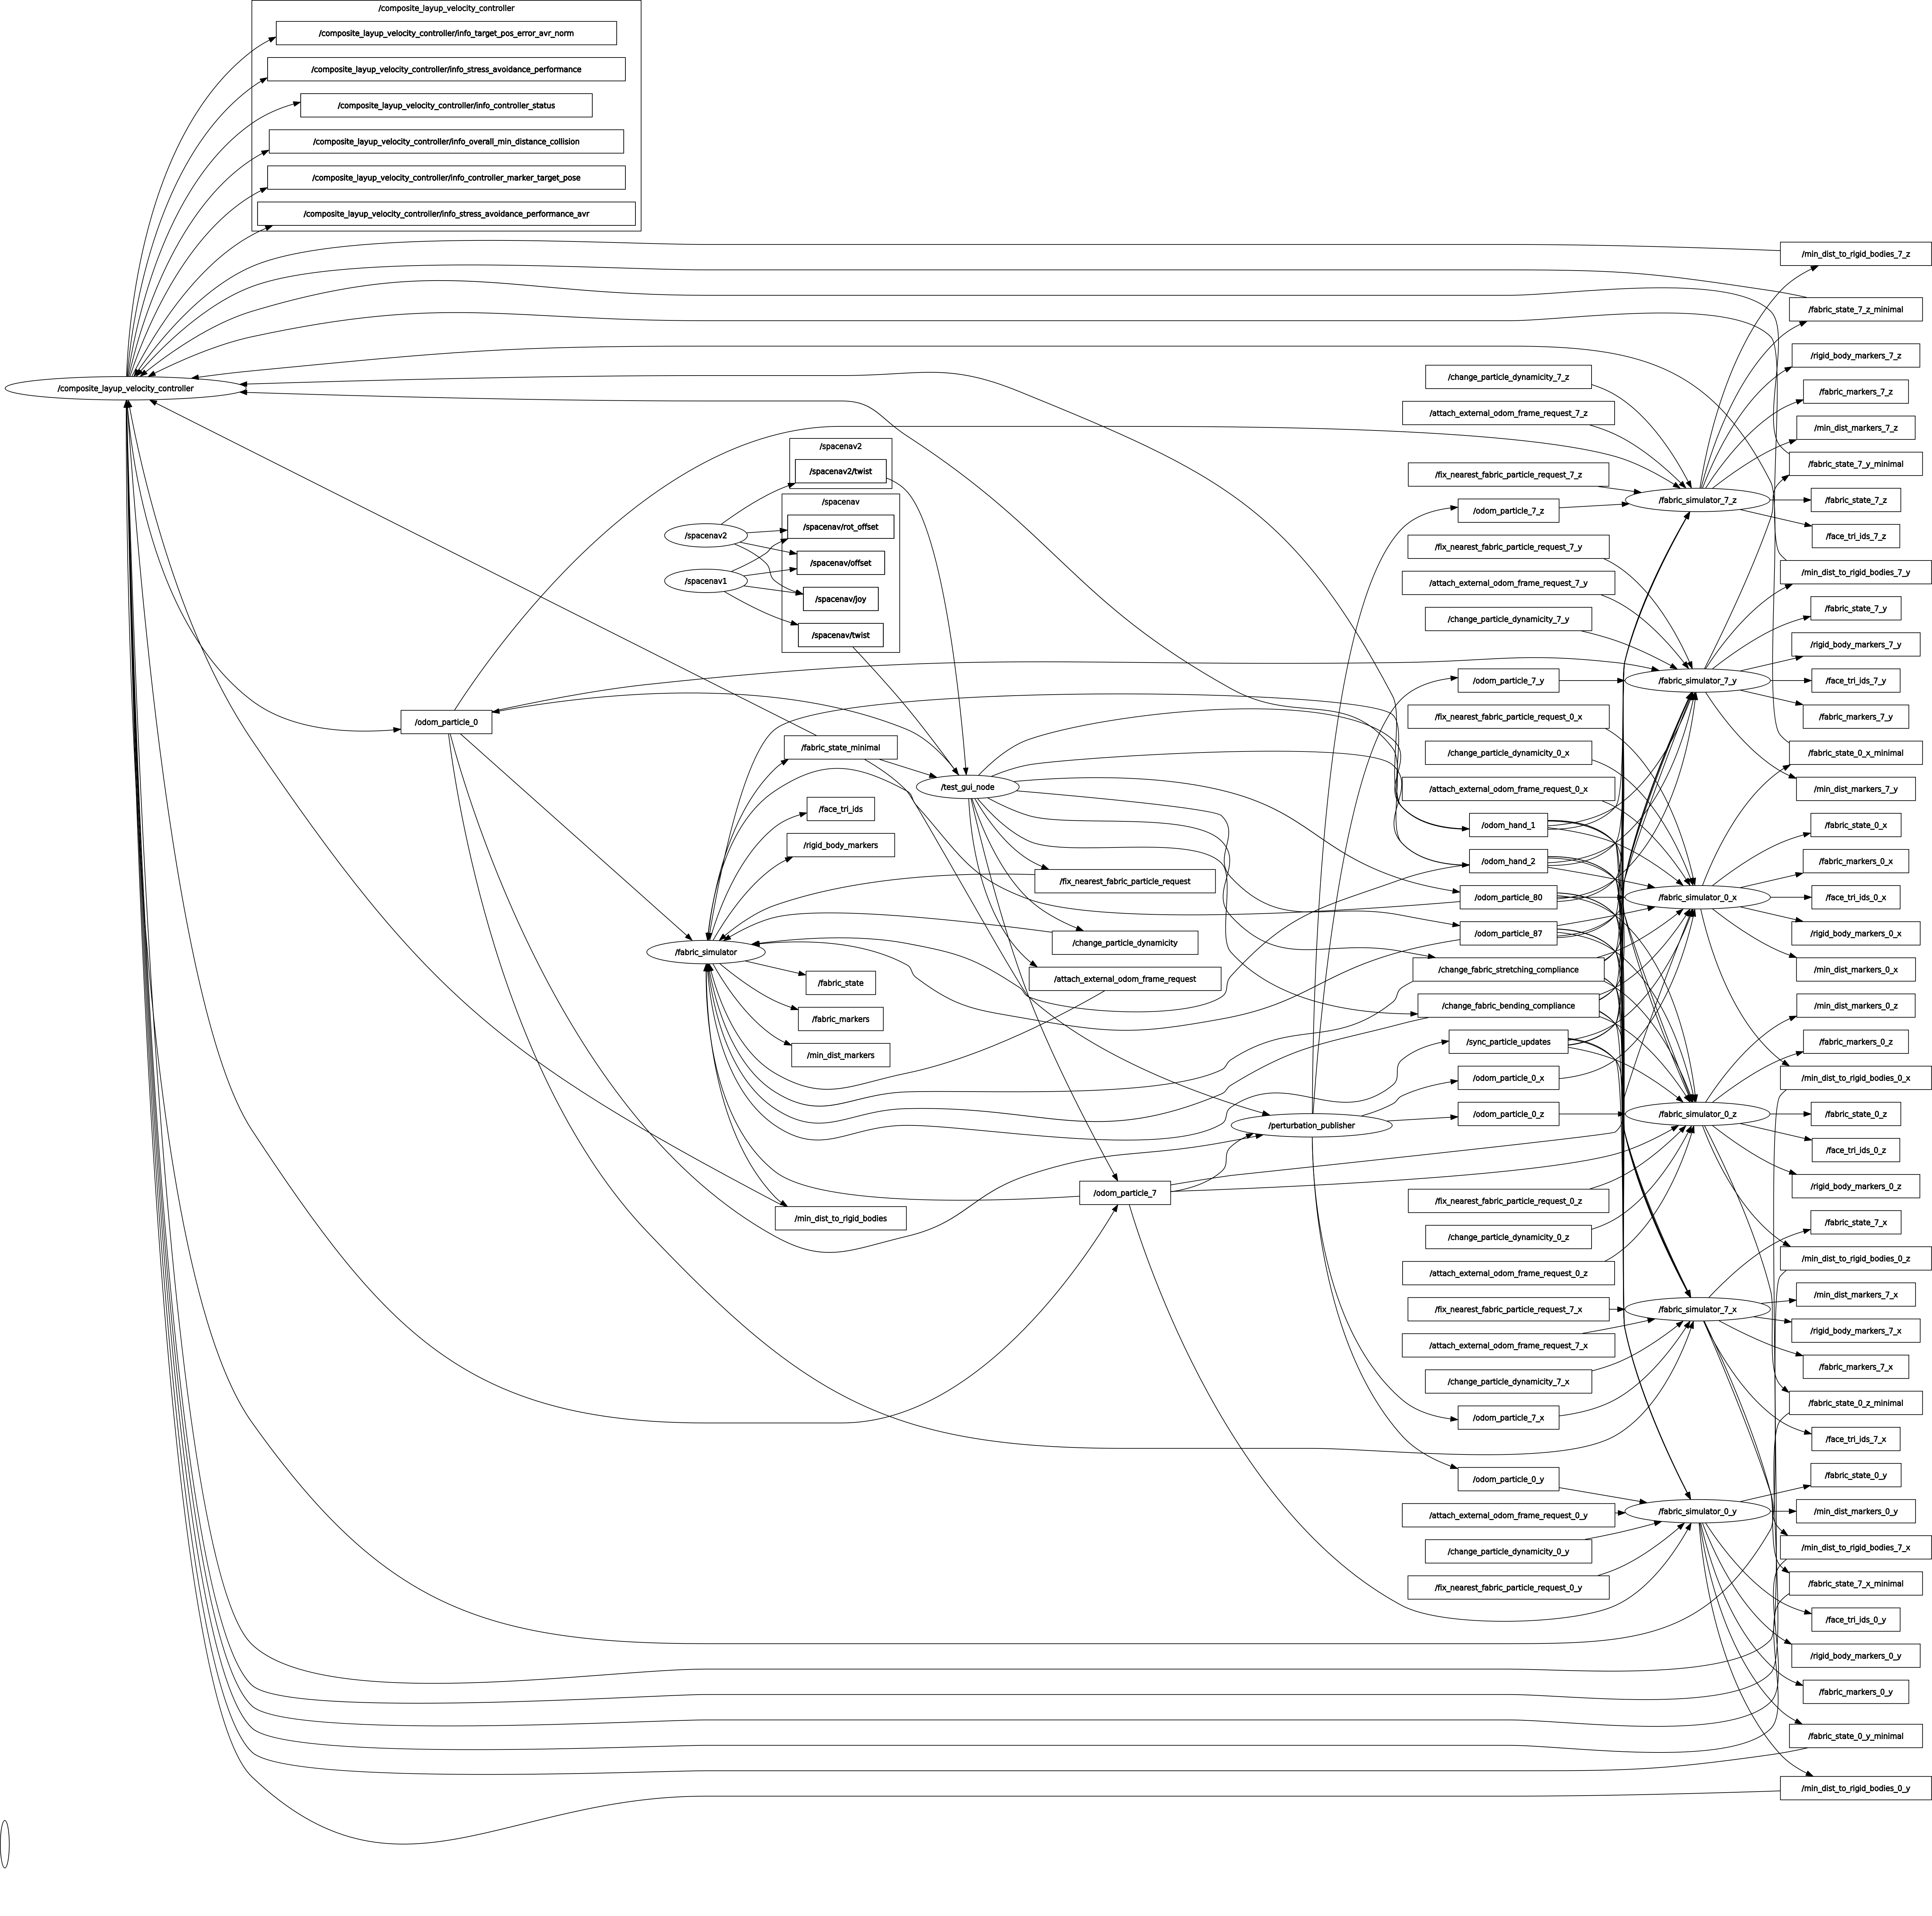 /composite_layup_velocity_controller
/composite_layup_velocity_controller/info_target_pos_error_avr_norm
/composite_layup_velocity_controller/info_stress_avoidance_performance
/composite_layup_velocity_controller/info_controller_status
/composite_layup_velocity_controller/info_overall_min_distance_collision
/composite_layup_velocity_controller/info_controller_marker_target_pose
/composite_layup_velocity_controller/info_stress_avoidance_performance_avr
/composite_layup_velocity_controller
/odom_particle_0
/spacenav2
/spacenav2/twist
/spacenav
/spacenav/rot_offset
/spacenav/offset
/spacenav/joy
/spacenav/twist
/spacenav2
/spacenav1
/fabric_state_minimal
/test_gui_node
/face_tri_ids
/rigid_body_markers
/fix_nearest_fabric_particle_request
/change_particle_dynamicity
/attach_external_odom_frame_request
/fabric_simulator
/fabric_state
/fabric_markers
/min_dist_markers
/min_dist_to_rigid_bodies
/odom_particle_7
/perturbation_publisher
/change_particle_dynamicity_7_z
/attach_external_odom_frame_request_7_z
/fix_nearest_fabric_particle_request_7_z
/odom_particle_7_z
/fix_nearest_fabric_particle_request_7_y
/attach_external_odom_frame_request_7_y
/change_particle_dynamicity_7_y
/odom_particle_7_y
/fix_nearest_fabric_particle_request_0_x
/change_particle_dynamicity_0_x
/attach_external_odom_frame_request_0_x
/odom_hand_1
/odom_hand_2
/odom_particle_80
/odom_particle_87
/change_fabric_stretching_compliance
/change_fabric_bending_compliance
/sync_particle_updates
/odom_particle_0_x
/odom_particle_0_z
/fix_nearest_fabric_particle_request_0_z
/change_particle_dynamicity_0_z
/attach_external_odom_frame_request_0_z
/fix_nearest_fabric_particle_request_7_x
/attach_external_odom_frame_request_7_x
/change_particle_dynamicity_7_x
/odom_particle_7_x
/odom_particle_0_y
/attach_external_odom_frame_request_0_y
/change_particle_dynamicity_0_y
/fix_nearest_fabric_particle_request_0_y
/fabric_simulator_7_z
/fabric_simulator_7_y
/fabric_simulator_0_x
/fabric_simulator_0_z
/fabric_simulator_7_x
/fabric_simulator_0_y
/min_dist_to_rigid_bodies_7_z
/fabric_state_7_z_minimal
/rigid_body_markers_7_z
/fabric_markers_7_z
/min_dist_markers_7_z
/fabric_state_7_y_minimal
/fabric_state_7_z
/face_tri_ids_7_z
/min_dist_to_rigid_bodies_7_y
/fabric_state_7_y
/rigid_body_markers_7_y
/face_tri_ids_7_y
/fabric_markers_7_y
/fabric_state_0_x_minimal
/min_dist_markers_7_y
/fabric_state_0_x
/fabric_markers_0_x
/face_tri_ids_0_x
/rigid_body_markers_0_x
/min_dist_markers_0_x
/min_dist_markers_0_z
/fabric_markers_0_z
/min_dist_to_rigid_bodies_0_x
/fabric_state_0_z
/face_tri_ids_0_z
/rigid_body_markers_0_z
/fabric_state_7_x
/min_dist_to_rigid_bodies_0_z
/min_dist_markers_7_x
/rigid_body_markers_7_x
/fabric_markers_7_x
/fabric_state_0_z_minimal
/face_tri_ids_7_x
/fabric_state_0_y
/min_dist_markers_0_y
/min_dist_to_rigid_bodies_7_x
/fabric_state_7_x_minimal
/face_tri_ids_0_y
/rigid_body_markers_0_y
/fabric_markers_0_y
/fabric_state_0_y_minimal
/min_dist_to_rigid_bodies_0_y